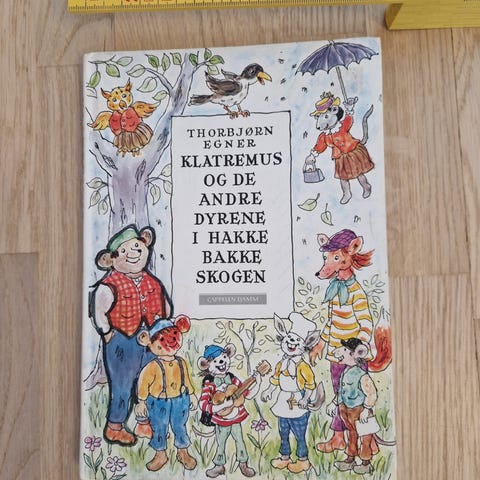 THORBJØRN
EGNER
KLATREMUS
OG DE
ANDRE
DYRENE
I HAKKE
BAKKE
SKOGEN
CAPPELEN DAMM